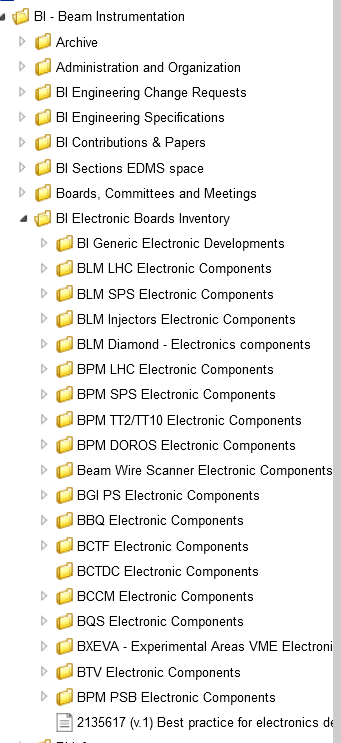 BI - Beam Instrumentation
Archive
Administration and Organization
BI Engineering Change Requests
BI Engineering Specifications
BI Contributions & Papers
BI Sections EDMS space
Boards, Committees and Meetings
BI Electronic Boards Inventory
BI Generic Electronic Developments
BLM LHC Electronic Components
BLM SPS Electronic Components
BLM Injectors Electronic Components
BLM Diamond - Electronics components
BPM LHC Electronic Components
BPM SPS Electronic Components
BPM TT2/TT10 Electronic Components
BPM DOROS Electronic Components
Beam Wire Scanner Electronic Components
BGI PS Electronic Components
BBQ Electronic Components
BCTF Electronic Components
BCTDC Electronic Components
BCCM Electronic Components
BQS Electronic Components
BXEVA - Experimental Areas VME Electroni
BTV Electronic Components
BPM PSB Electronic Components
2135617 (v.1) Best practice for electronics de